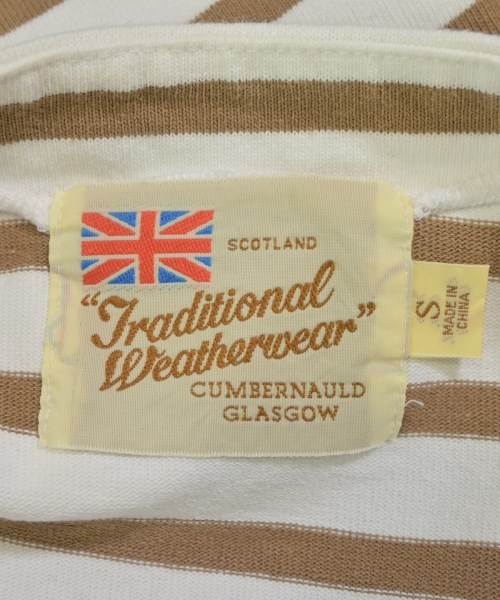 SCOTLAND
"Traditional
Weatherwear"
CUMBERNAULD
GLASGOW
S
MADE IN
CHINA